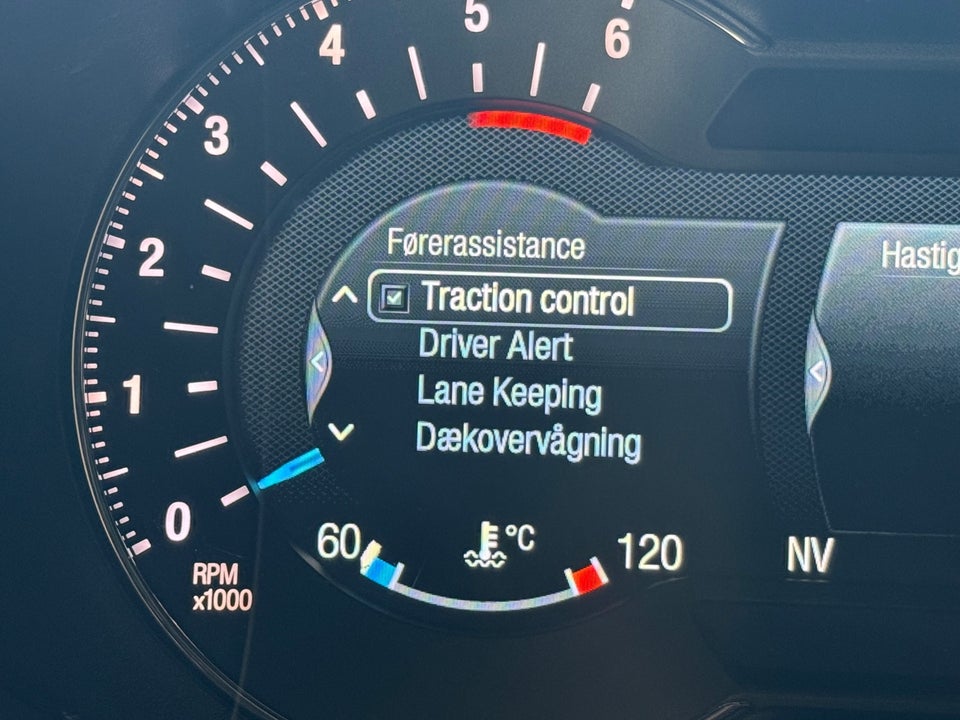 4
5
6
3
2
1
0
RPM
x1000
Førerassistance
Traction control
Driver Alert
Lane Keeping
Dækovervågning
60
°C
120
Hastig
NV